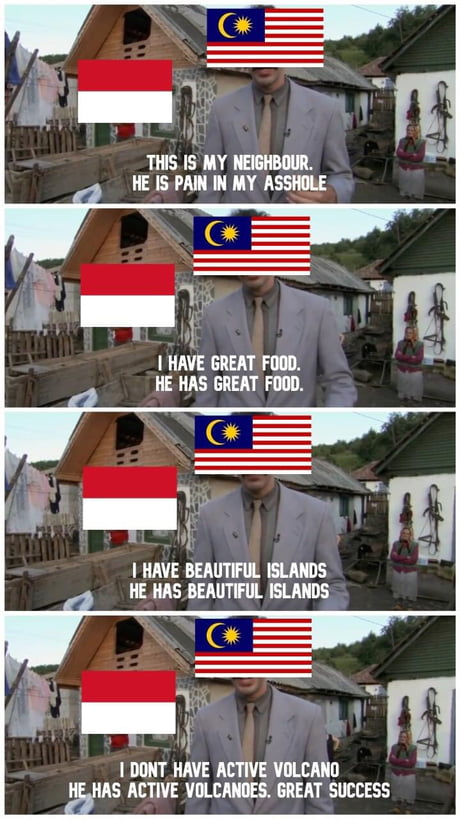 THIS IS MY NEIGHBOUR.
HE IS PAIN IN MY ASSHOLE
I HAVE GREAT FOOD.
HE HAS GREAT FOOD.
I HAVE BEAUTIFUL ISLANDS
HE HAS BEAUTIFUL ISLANDS
I DONT HAVE ACTIVE VOLCANO
HE HAS ACTIVE VOLCANOES. GREAT SUCCESS